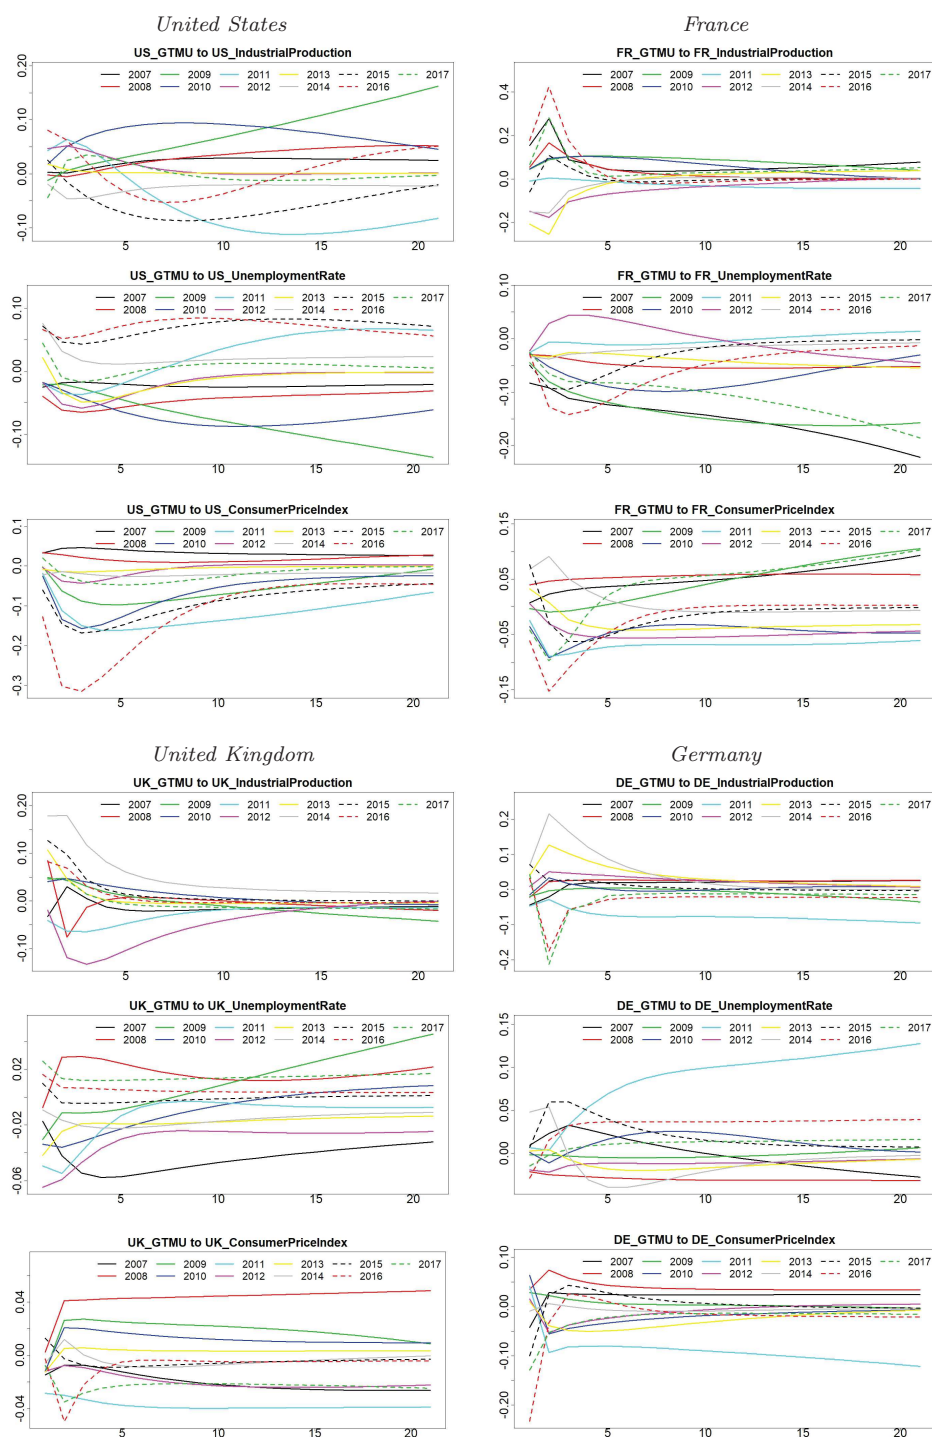 United States
France
US_GTMU to US_IndustrialProduction
2007 2009 2011 2013 2015 2017
2008 2010 2012 2014 2016
0.20
0.10
0.00
-0.10
5 10 15 20
FR_GTMU to FR_IndustrialProduction
2007 2009 2011 2013 2015 2017
2008 2010 2012 2014 2016
0.4
0.2
0.0
-0.2
5 10 15 20
US_GTMU to US_UnemploymentRate
2007 2009 2011 2013 2015 2017
2008 2010 2012 2014 2016
0.10
0.00
-0.10
5 10 15 20
FR_GTMU to FR_UnemploymentRate
2007 2009 2011 2013 2015 2017
2008 2010 2012 2014 2016
0.10
0.00
-0.10
-0.20
5 10 15 20
US_GTMU to US_ConsumerPriceIndex
2007 2009 2011 2013 2015 2017
2008 2010 2012 2014 2016
0.1
0.0
-0.1
-0.2
-0.3
5 10 15 20
FR_GTMU to FR_ConsumerPriceIndex
2007 2009 2011 2013 2015 2017
2008 2010 2012 2014 2016
0.15
0.05
-0.05
-0.15
5 10 15 20
United Kingdom
Germany
UK_GTMU to UK_IndustrialProduction
2007 2009 2011 2013 2015 2017
2008 2010 2012 2014 2016
0.20
0.10
0.00
-0.10
5 10 15 20
DE_GTMU to DE_IndustrialProduction
2007 2009 2011 2013 2015 2017
2008 2010 2012 2014 2016
0.2
0.1
0.0
-0.1
-0.2
5 10 15 20
UK_GTMU to UK_UnemploymentRate
2007 2009 2011 2013 2015 2017
2008 2010 2012 2014 2016
0.02
-0.02
-0.06
5 10 15 20
DE_GTMU to DE_UnemploymentRate
2007 2009 2011 2013 2015 2017
2008 2010 2012 2014 2016
0.15
0.10
0.05
0.00
5 10 15 20
UK_GTMU to UK_ConsumerPriceIndex
2007 2009 2011 2013 2015 2017
2008 2010 2012 2014 2016
0.04
0.00
-0.04
5 10 15 20
DE_GTMU to DE_ConsumerPriceIndex
2007 2009 2011 2013 2015 2017
2008 2010 2012 2014 2016
0.10
0.00
-0.10
-0.20
5 10 15 20